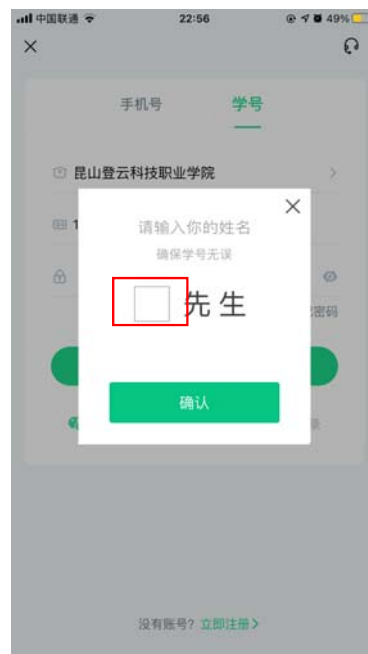 中国联通 22:56 49%
手机号 学号
昆山登云科技职业学院
1
请输入你的姓名
确保学号无误
先生
密码
确认
没有账号? 立即注册>